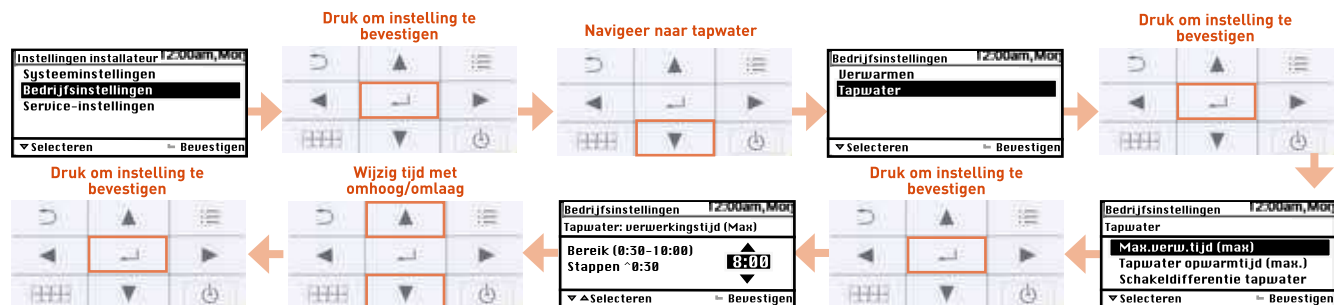 Druk om instelling te
bevestigen
Navigeer naar tapwater
Druk om instelling te
bevestigen
Instellingen installateur 12:00am,Mon
Systeeminstellingen
Bedrijfsinstellingen
Service-instellingen
▼Selecteren Bevestigen
Bedrijfsinstellingen 12:00am,Mon
Verwarmen
Tapwater
▼Selecteren Bevestigen
Druk om instelling te
bevestigen
Wijzig tijd met
omhoog/omlaag
Druk om instelling te
bevestigen
Bedrijfsinstellingen 12:00am,Mon
Tapwater: verwerkingstijd (Max)
Bereik (0:30-10:00)
Stappen ^0:30
8:00
▼▲Selecteren Bevestigen
Bedrijfsinstellingen 12:00am,Mon
Tapwater
Max.verw.tijd (max)
Tapwater opwarmtijd (max.)
Schakeldifferentie tapwater
▼Selecteren Bevestigen